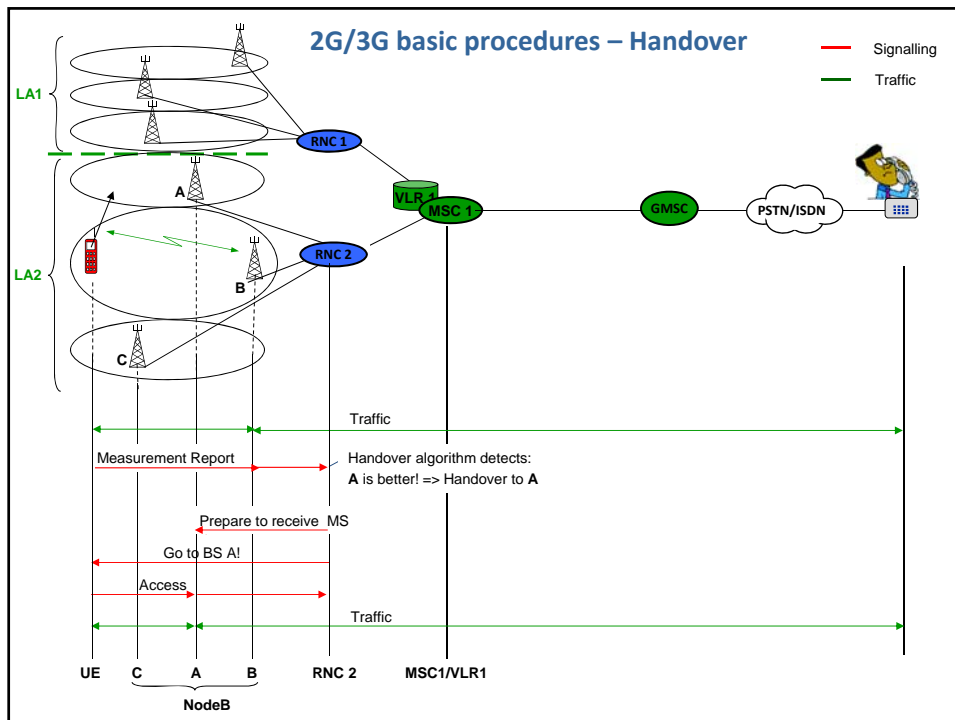 2G/3G basic procedures – Handover
Signalling
Traffic
LA1
RNC 1
A
VLR 1
MSC 1
GMSC
PSTN/ISDN
RNC 2
LA2
B
C
Traffic
Measurement Report
Handover algorithm detects:
A is better! => Handover to A
Prepare to receive MS
Go to BS A!
Access
Traffic
UE
C
A
B
RNC 2
MSC1/VLR1
NodeB